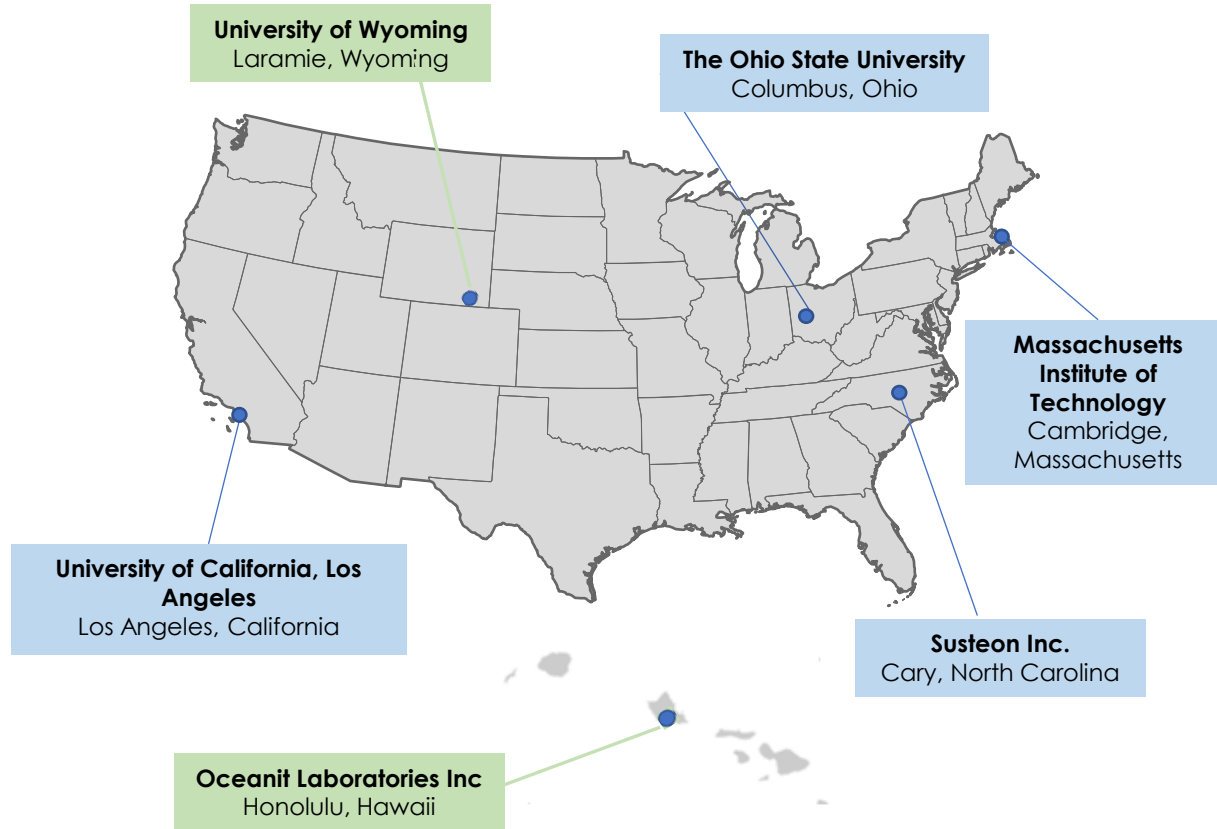 University of Wyoming
Laramie, Wyoming
The Ohio State University
Columbus, Ohio
Massachusetts
Institute of
Technology
Cambridge,
Massachusetts
University of California, Los
Angeles
Los Angeles, California
Susteon Inc.
Cary, North Carolina
Oceanit Laboratories Inc
Honolulu, Hawaii